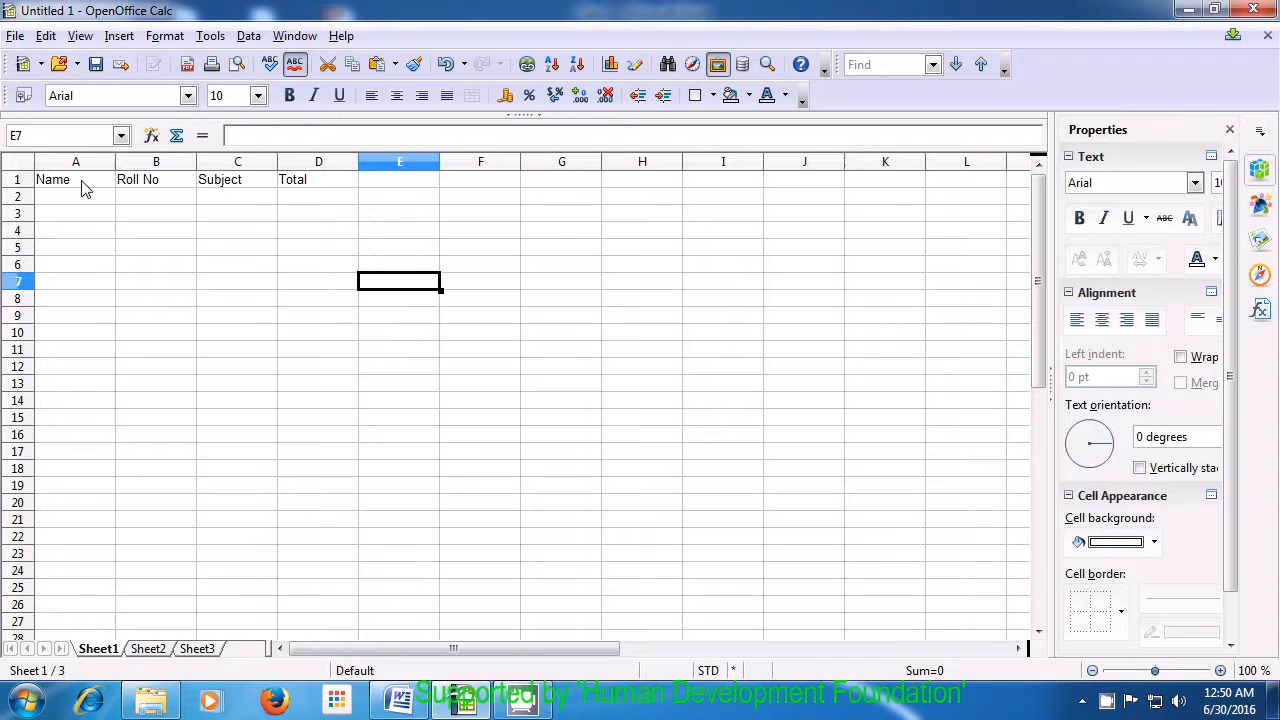 Untitled 1 - OpenOffice Calc
File Edit View Insert Format Tools Data Window Help
Find
Arial 10
E7
Properties
A B C D E F G H I J K L
Text
1 Name Roll No Subject Total
Arial 10
2
3
4
5
6
7
8
Alignment
9
10
11
Left indent:
Wrap
12
0 pt
Merg
13
14
Text orientation:
15
16
0 degrees
17
18
Vertically sta
19
20
Cell Appearance
21
Cell background:
22
23
24
Cell border:
25
26
27
28
Sheet1 Sheet2 Sheet3
Sheet 1 / 3 Default STD * Sum=0 100 %
Supported by 'Human Development Foundation'
12:50 AM
6/30/2016